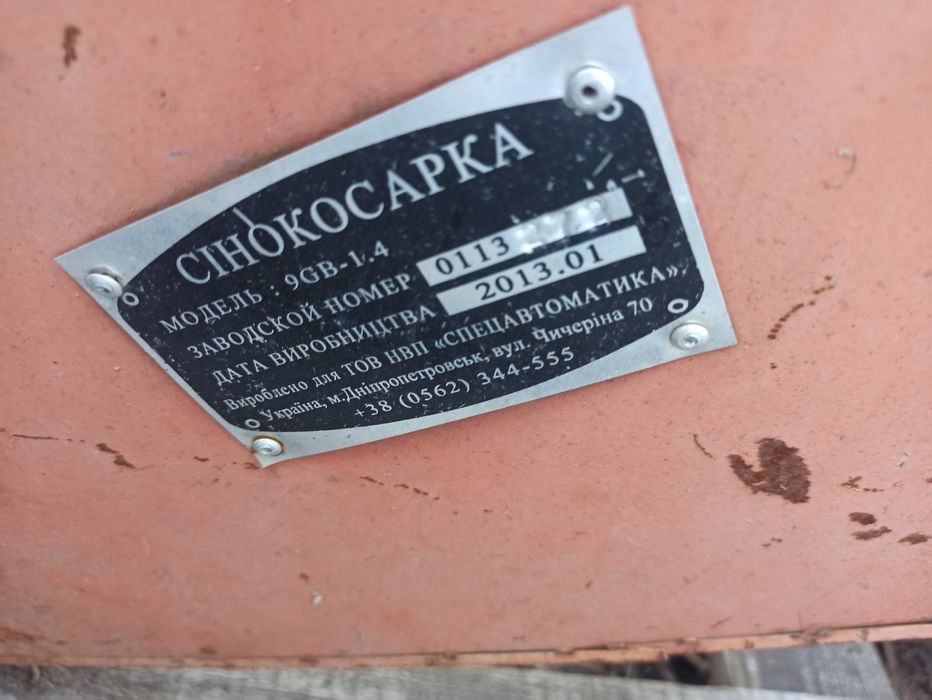 СІНОКОСАРКА
МОДЕЛЬ : 9GB-1.4
ЗАВОДСКОЙ НОМЕР 0113
ДАТА ВИРОБНИЦТВА 2013.01
Вироблено для ТОВ НВП «СПЕЦАВТОМАТИКА»
Україна, м.Дніпропетровськ, вул. Чичеріна 70
+38 (0562) 344-555